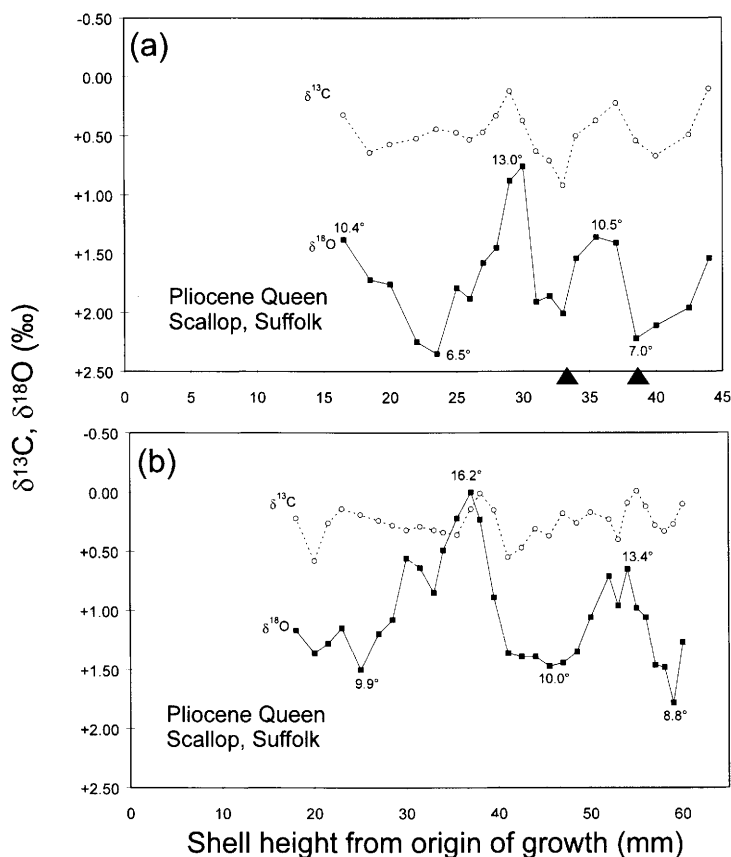 δ13C, δ18O (‰)
(a)
-0.50
0.00
+0.50
+1.00
+1.50
+2.00
+2.50
δ13C
δ18O
10.4°
6.5°
13.0°
10.5°
7.0°
Pliocene Queen
Scallop, Suffolk
0 5 10 15 20 25 30 35 40 45
(b)
-0.50
0.00
+0.50
+1.00
+1.50
+2.00
+2.50
δ13C
δ18O
9.9°
16.2°
10.0°
13.4°
8.8°
Pliocene Queen
Scallop, Suffolk
0 10 20 30 40 50 60
Shell height from origin of growth (mm)